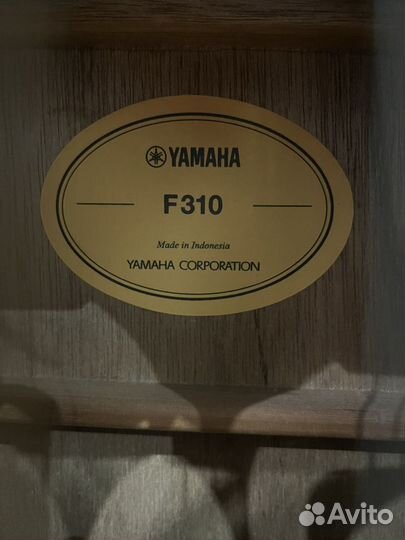 YAMAHA
F310
Made in Indonesia
YAMAHA CORPORATION
Avito